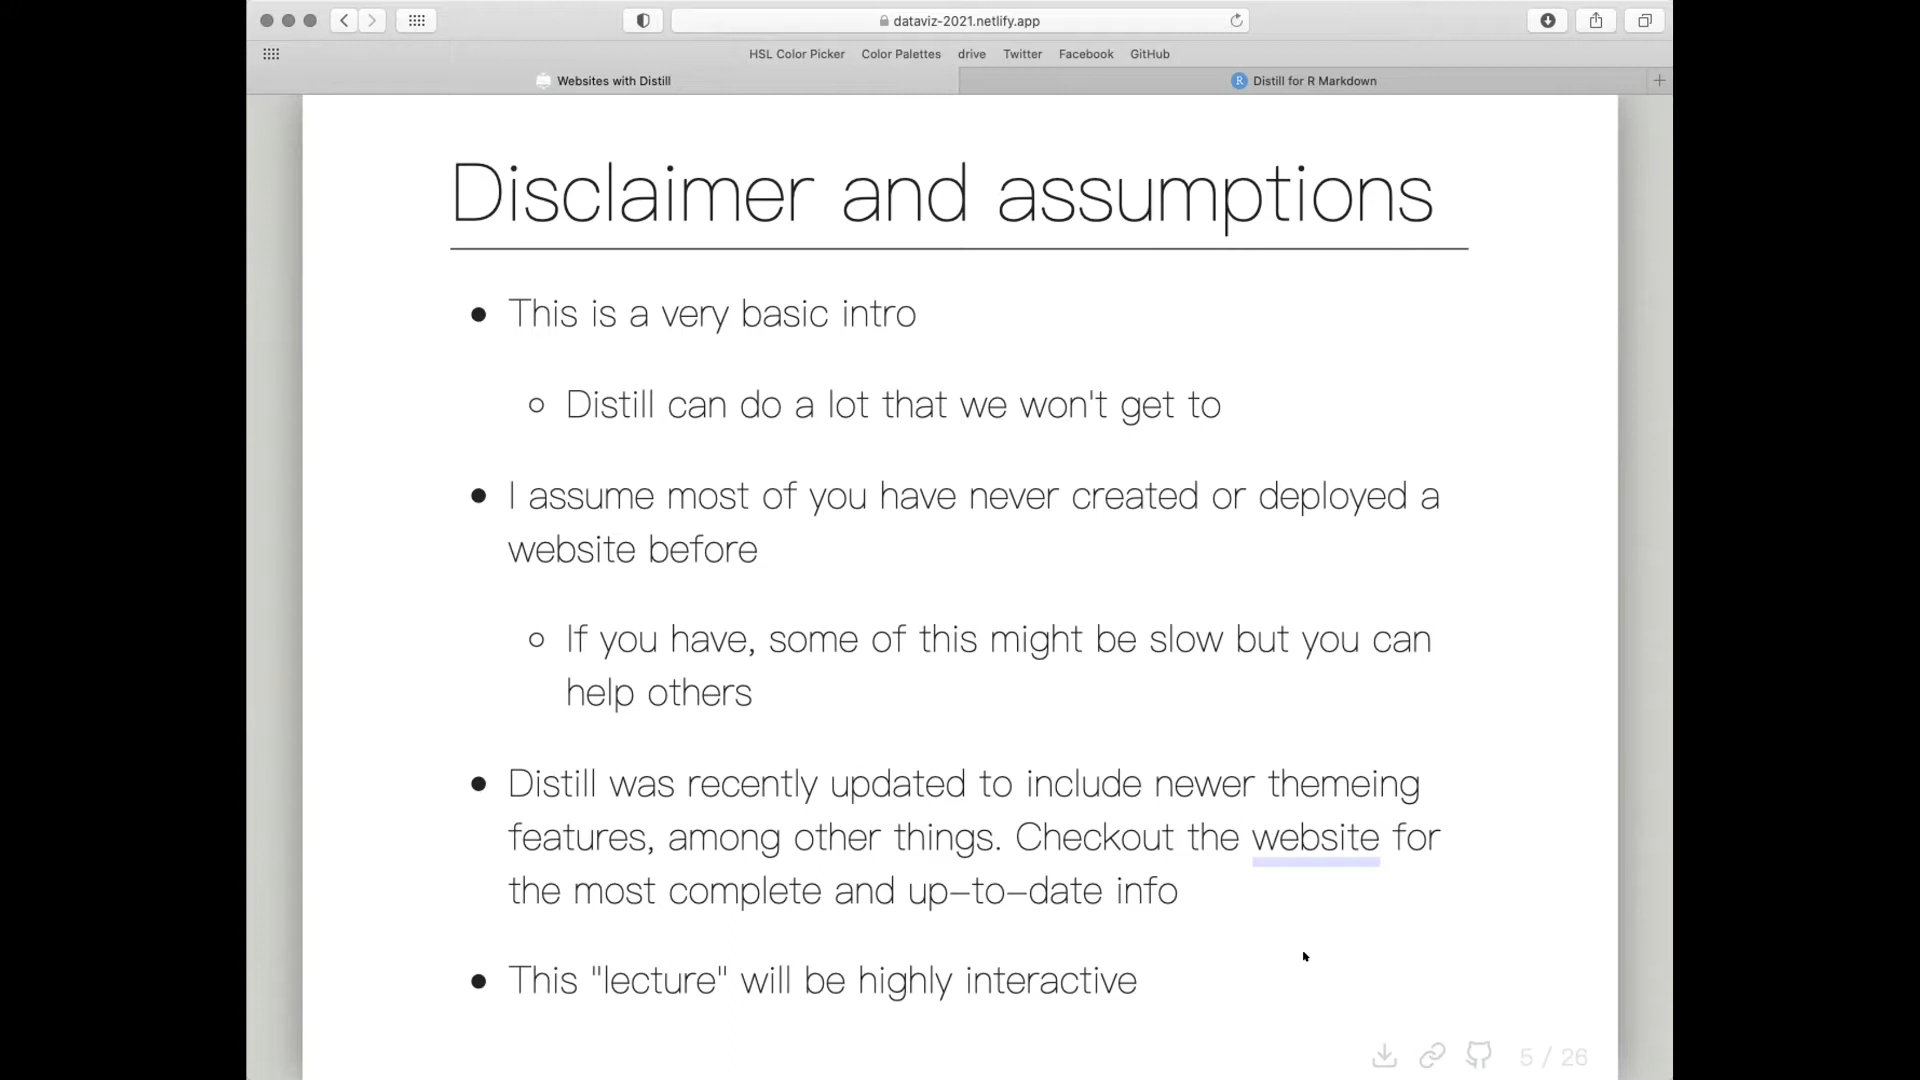 dataviz-2021.netlify.app
HSL Color Picker Color Palettes drive Twitter Facebook GitHub
Websites with Distill
R Distill for R Markdown
Disclaimer and assumptions
This is a very basic intro
Distill can do a lot that we won't get to
I assume most of you have never created or deployed a
website before
If you have, some of this might be slow but you can
help others
Distill was recently updated to include newer themeing
features, among other things. Checkout the website for
the most complete and up-to-date info
This "lecture" will be highly interactive
5 / 26